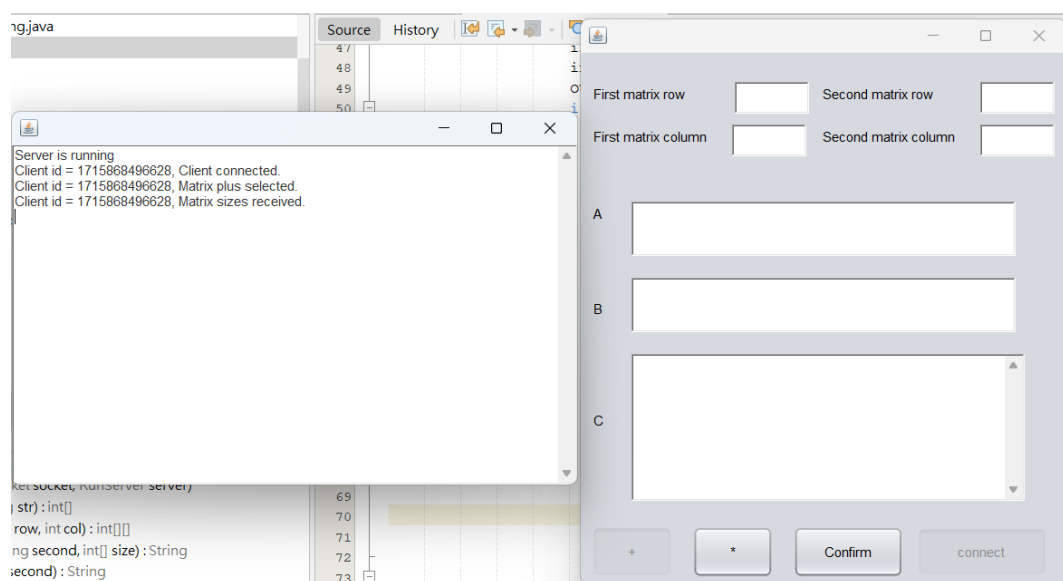 ng.java
Source History
47
48
49
50
Server is running
Client id = 1715868496628, Client connected.
Client id = 1715868496628, Matrix plus selected.
Client id = 1715868496628, Matrix sizes received.
socket, RunServer server)
str) : int[]
row, int col) : int[][]
ng second, int[] size) : String
second) : String
69
70
71
72
73
First matrix row
Second matrix row
First matrix column
Second matrix column
A
B
C
+
*
Confirm
connect